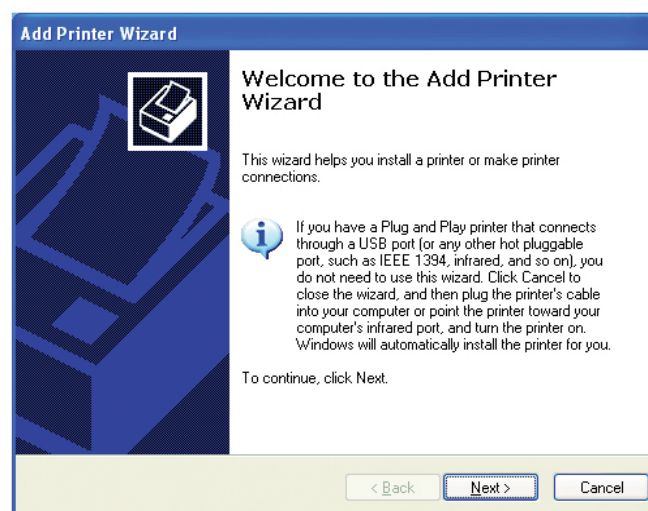 Add Printer Wizard
Welcome to the Add Printer
Wizard
This wizard helps you install a printer or make printer
connections.
If you have a Plug and Play printer that connects
through a USB port (or any other hot pluggable
port, such as IEEE 1394, infrared, and so on), you
do not need to use this wizard. Click Cancel to
close the wizard, and then plug the printer's cable
into your computer or point the printer toward your
computer's infrared port, and turn the printer on.
Windows will automatically install the printer for you.
To continue, click Next.
< Back Next > Cancel